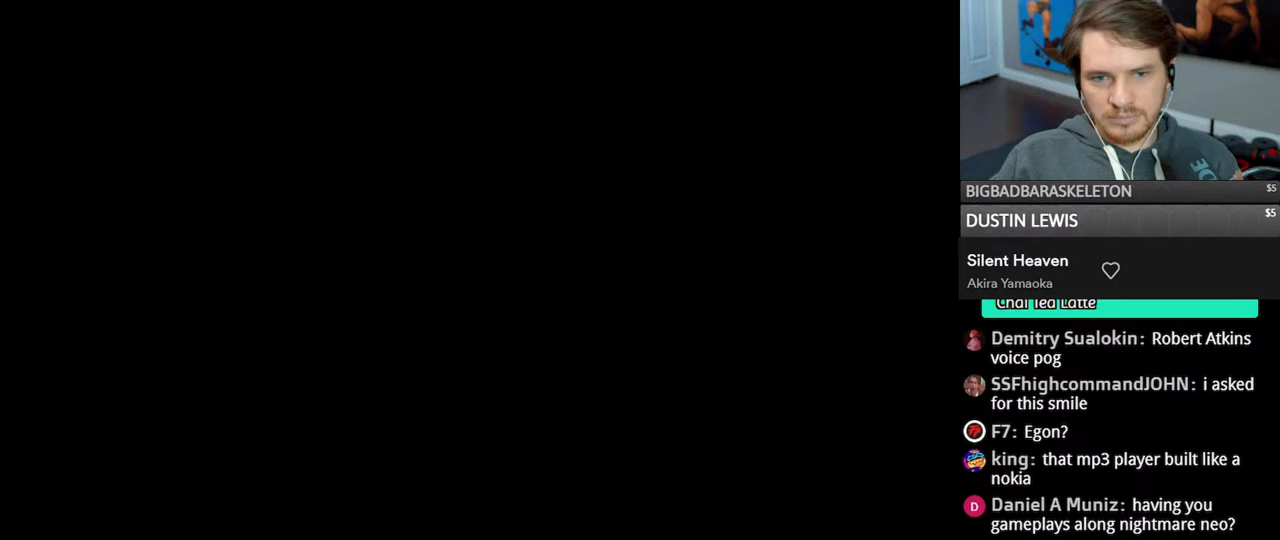 BIGBADBARASKELETON $5
DUSTIN LEWIS $5
Silent Heaven
Akira Yamaoka
Chai Tea Latte
Demitry Sualokin: Robert Atkins
voice pog
SSFhighcommandJOHN: i asked
for this smile
F7: Egon?
king: that mp3 player built like a
nokia
D Daniel A Muniz: having you
gameplays along nightmare neo?